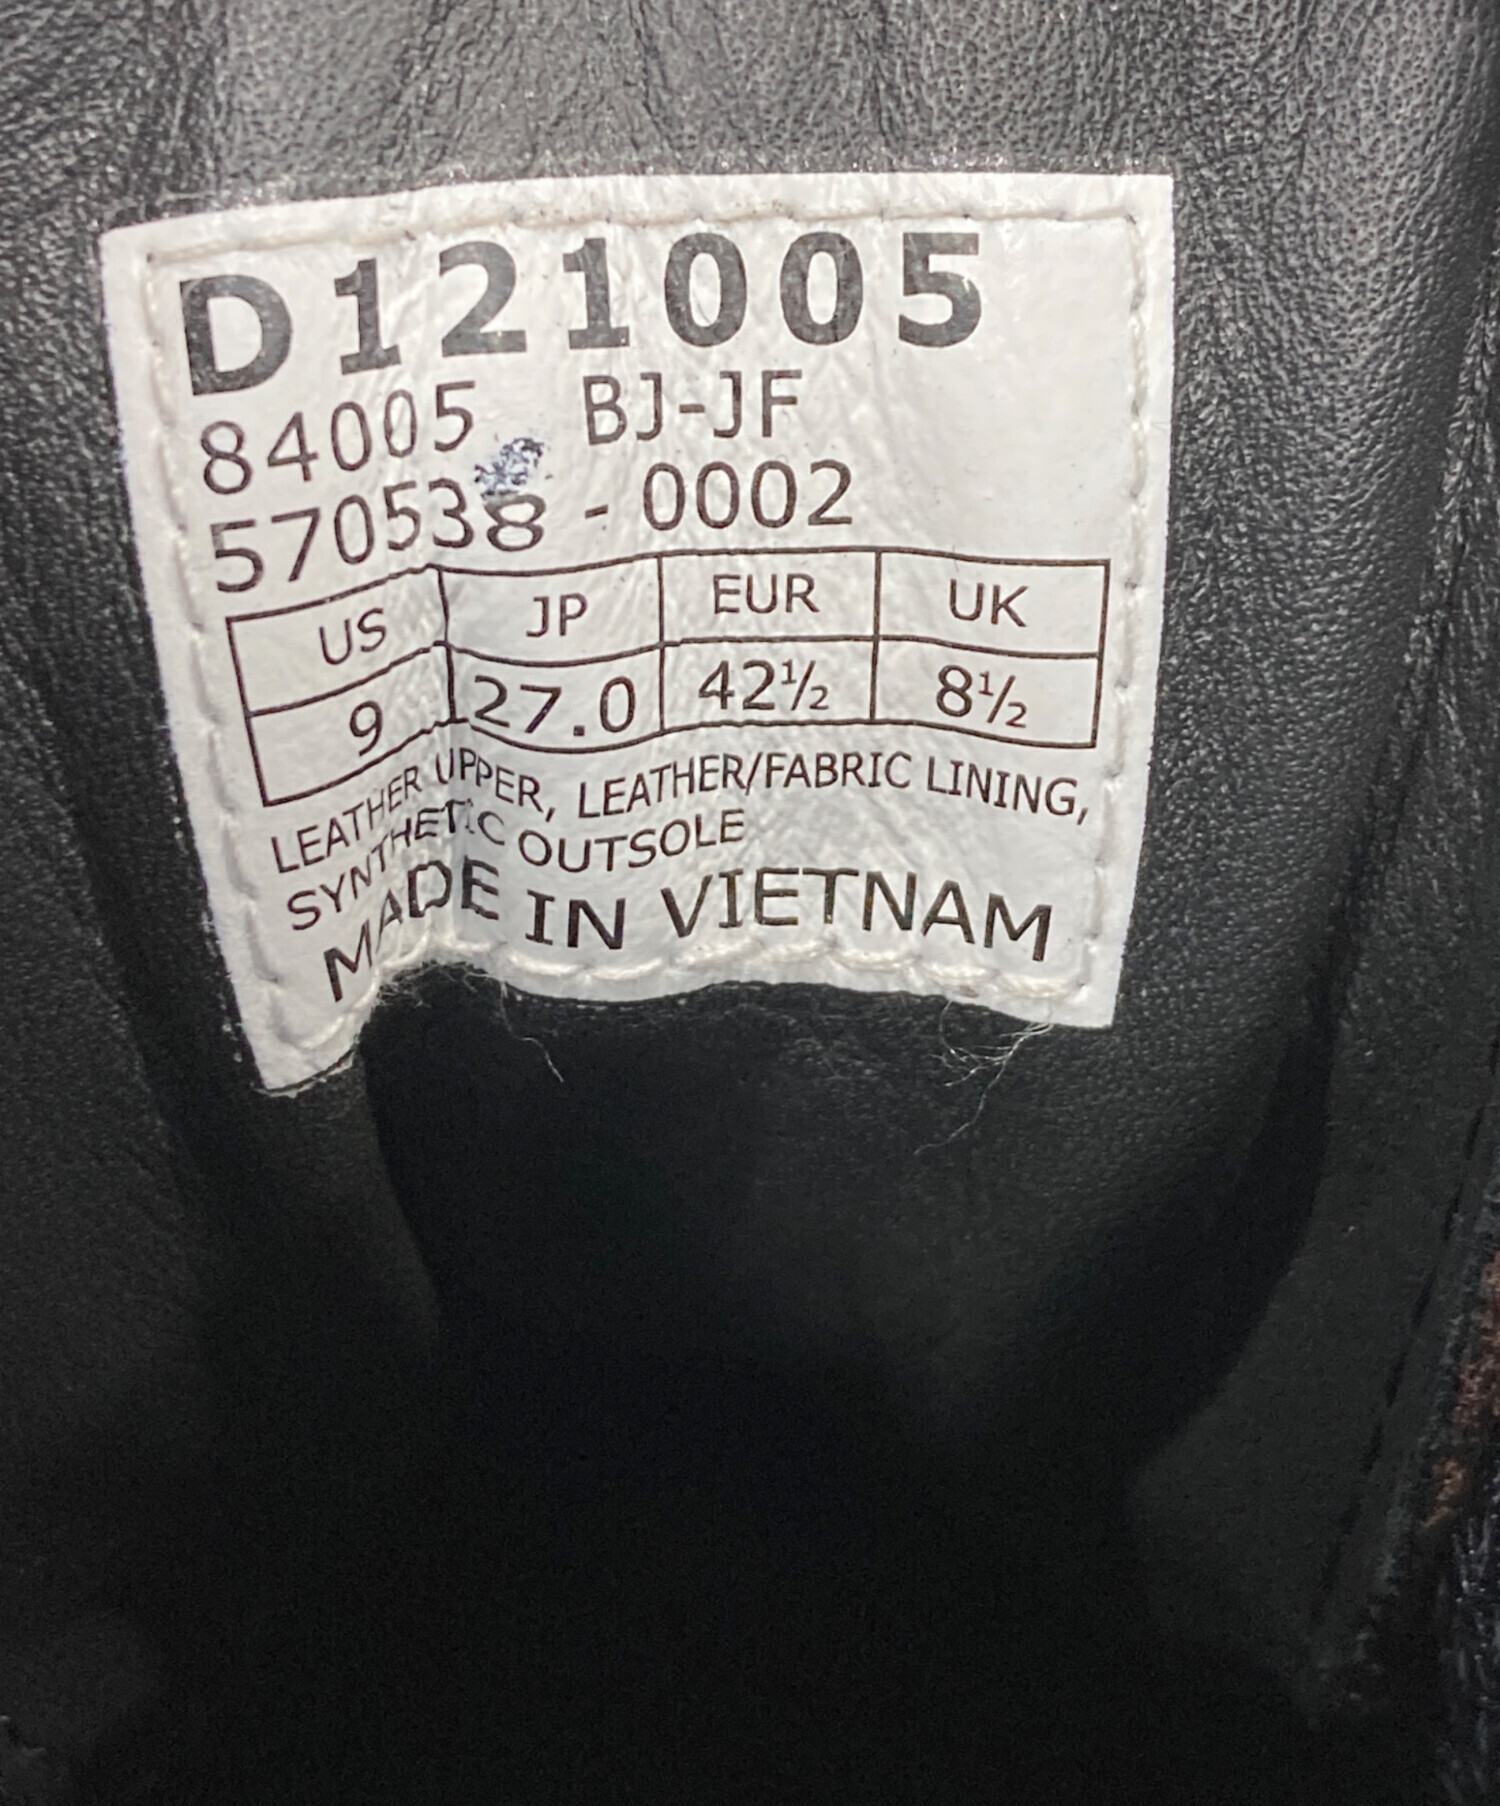 D121005
84005 BJ-JF
570538 - 0002
US JP EUR UK
9 27.0 42½ 8½
LEATHER UPPER, LEATHER/FABRIC LINING,
SYNTHETIC OUTSOLE
MADE IN VIETNAM